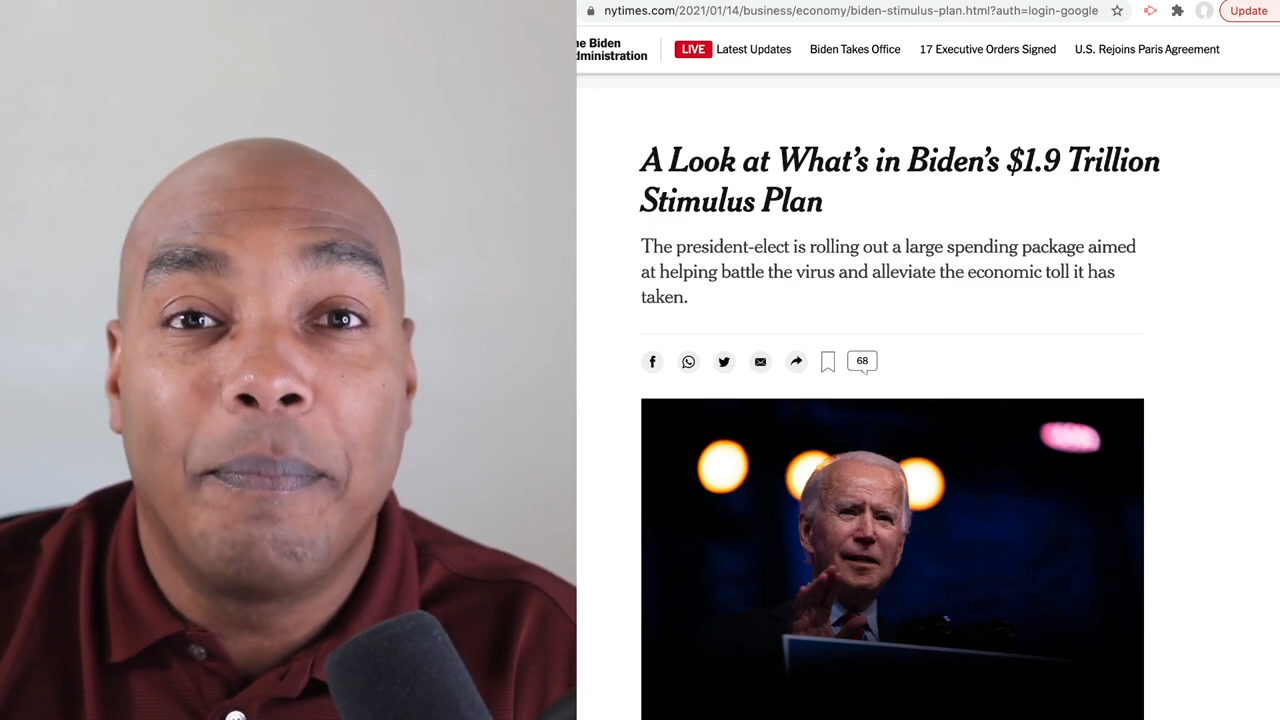 nytimes.com/2021/01/14/business/economy/biden-stimulus-plan.html?auth=login-google
Update
he Biden
dministration
LIVE Latest Updates Biden Takes Office 17 Executive Orders Signed U.S. Rejoins Paris Agreement
A Look at What's in Biden's $1.9 Trillion
Stimulus Plan
The president-elect is rolling out a large spending package aimed
at helping battle the virus and alleviate the economic toll it has
taken.
68